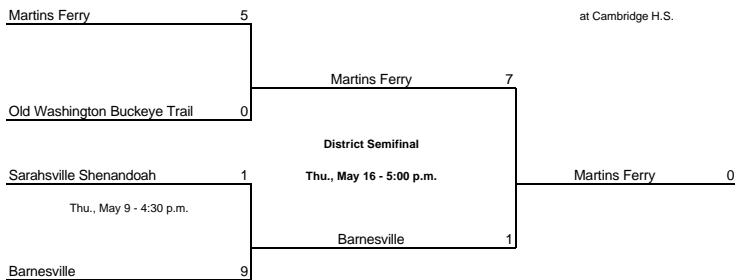 Martins Ferry 5
at Cambridge H.S.
Martins Ferry 7
Old Washington Buckeye Trail 0
District Semifinal
Sarahsville Shenandoah 1
Thu., May 16 - 5:00 p.m.
Martins Ferry 0
Thu., May 9 - 4:30 p.m.
Barnesville 1
Barnesville 9